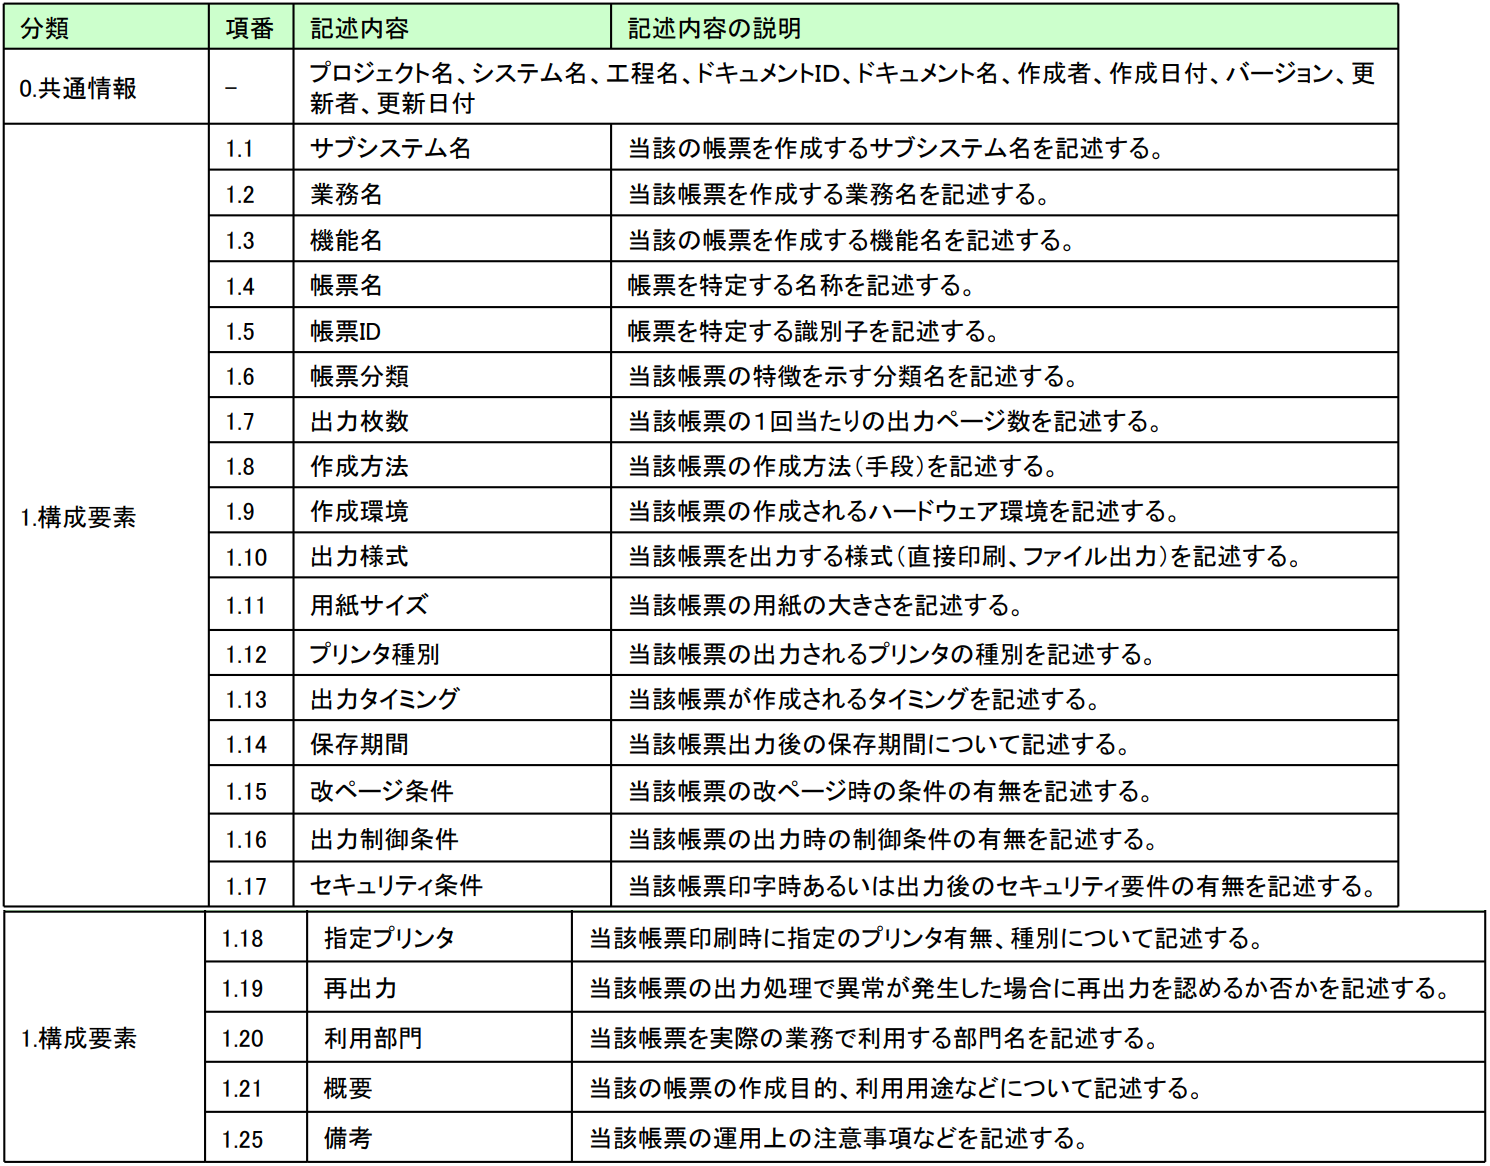 分類 項番 記述内容 記述内容の説明
0.共通情報 － プロジェクト名、システム名、工程名、ドキュメントID、ドキュメント名、作成者、作成日付、バージョン、更
新者、更新日付
1.1 サブシステム名 当該の帳票を作成するサブシステム名を記述する。
1.2 業務名 当該帳票を作成する業務名を記述する。
1.3 機能名 当該の帳票を作成する機能名を記述する。
1.4 帳票名 帳票を特定する名称を記述する。
1.5 帳票ID 帳票を特定する識別子を記述する。
1.6 帳票分類 当該帳票の特徴を示す分類名を記述する。
1.7 出力枚数 当該帳票の１回当たりの出力ページ数を記述する。
1.8 作成方法 当該帳票の作成方法（手段）を記述する。
1.構成要素 1.9 作成環境 当該帳票の作成されるハードウェア環境を記述する。
1.10 出力様式 当該帳票を出力する様式（直接印刷、ファイル出力）を記述する。
1.11 用紙サイズ 当該帳票の用紙の大きさを記述する。
1.12 プリンタ種別 当該帳票の出力されるプリンタの種別を記述する。
1.13 出力タイミング 当該帳票が作成されるタイミングを記述する。
1.14 保存期間 当該帳票出力後の保存期間について記述する。
1.15 改ページ条件 当該帳票の改ページ時の条件の有無を記述する。
1.16 出力制御条件 当該帳票の出力時の制御条件の有無を記述する。
1.17 セキュリティ条件 当該帳票印字時あるいは出力後のセキュリティ要件の有無を記述する。
1.18 指定プリンタ 当該帳票印刷時に指定のプリンタ有無、種別について記述する。
1.19 再出力 当該帳票の出力処理で異常が発生した場合に再出力を認めるか否かを記述する。
1.構成要素 1.20 利用部門 当該帳票を実際の業務で利用する部門名を記述する。
1.21 概要 当該の帳票の作成目的、利用用途などについて記述する。
1.25 備考 当該帳票の運用上の注意事項などを記述する。